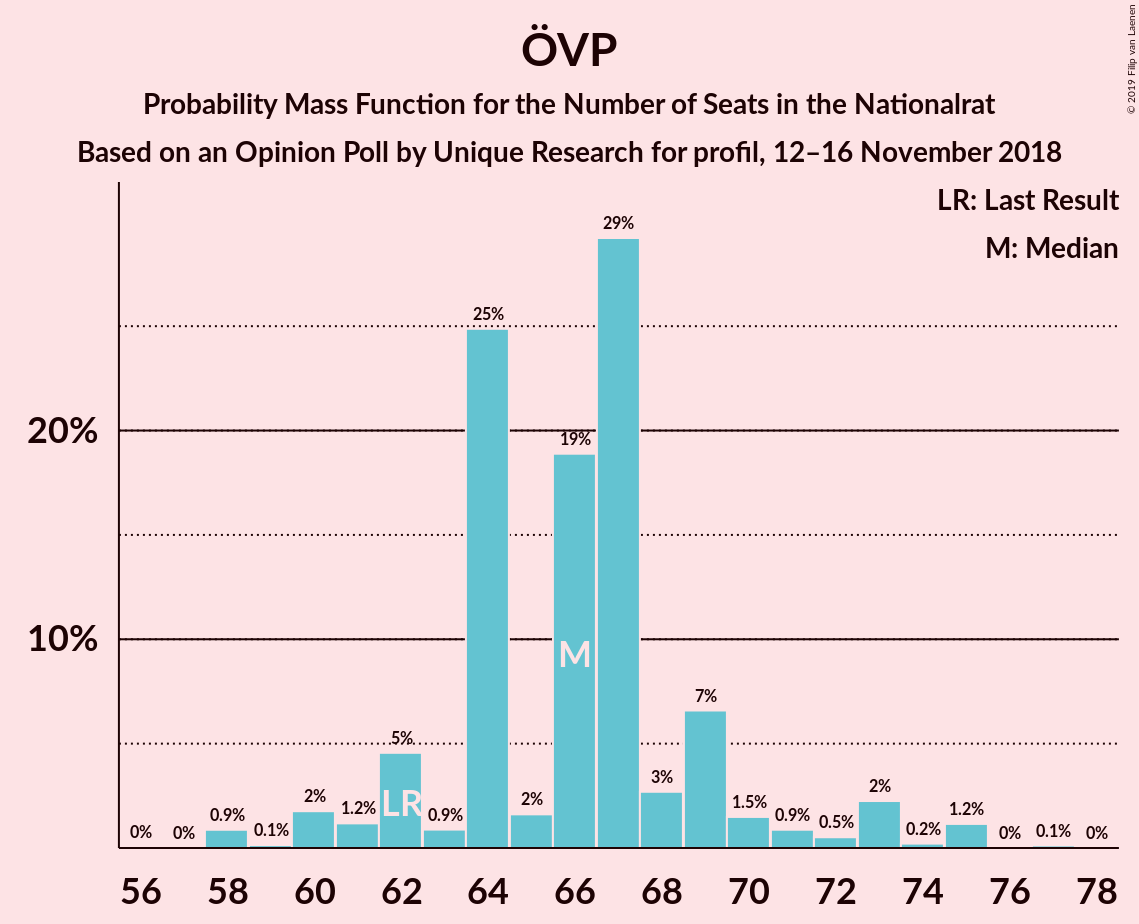 ÖVP
Probability Mass Function for the Number of Seats in the Nationalrat
Based on an Opinion Poll by Unique Research for profil, 12–16 November 2018
© 2019 Filip van Laenen
LR: Last Result
M: Median
29%
25%
20%
19%
10%
M
7%
5%
LR
3%
2%
2%
2%
1.5%
1.2%
1.2%
0.9%
0.9%
0.9%
0.5%
0.2%
0.1%
0.1%
0%
0%
0%
0%
56 58 60 62 64 66 68 70 72 74 76 78